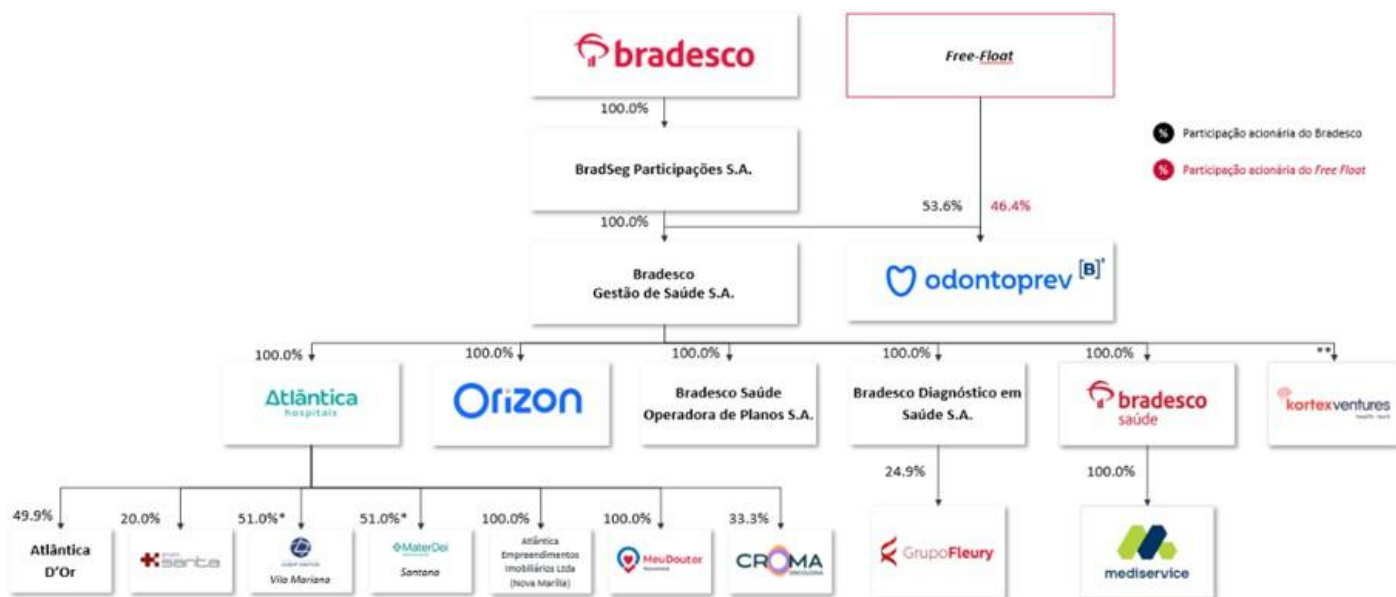 bradesco
Free-Float
100.0%
% Participação acionária do Bradesco
% Participação acionária do Free Float
BradSeg Participações S.A.
53.6% 46.4%
100.0%
Bradesco
Gestão de Saúde S.A.
odontoprev [B]³
100.0% 100.0% 100.0% 100.0% 100.0% **
Atlântica
hospitais
Orizon
Bradesco Saúde
Operadora de Planos S.A.
Bradesco Diagnóstico em
Saúde S.A.
bradesco
saúde
kortexventures
24.9% 100.0%
49.9% 20.0% 51.0%* 51.0%* 100.0% 100.0% 33.3%
Atlântica
D’Or
santa
Vila Mariana
MaterDei
Santana
Atlântica
Empreendimentos
Imobiliários Ltda
(Nova Marília)
MeuDoutor
CROMA
GrupoFleury
mediservice